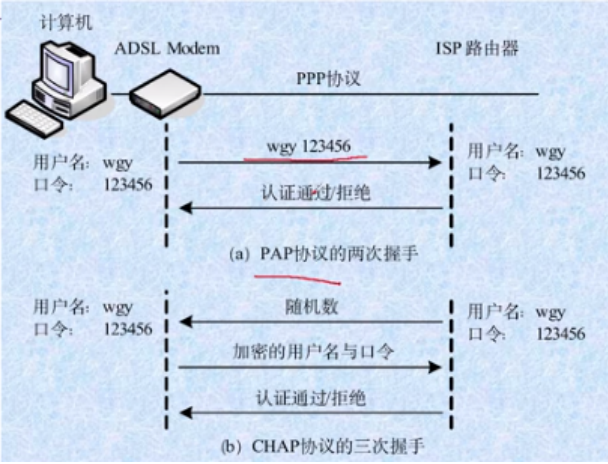 计算机
ADSL Modem
ISP 路由器
PPP协议
wgy 123456
用户名: wgy
口令: 123456
用户名: wgy
口令: 123456
认证通过/拒绝
(a) PAP协议的两次握手
用户名: wgy
口令: 123456
随机数
用户名: wgy
口令: 123456
加密的用户名与口令
认证通过/拒绝
(b) CHAP协议的三次握手